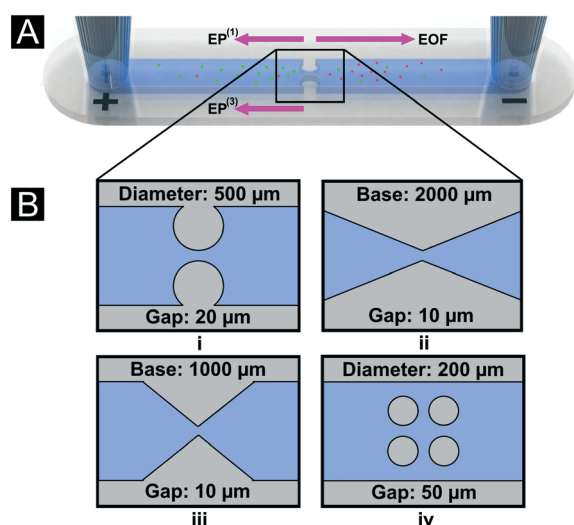 A
EP(1)
EOF
+
−
EP(3)
B
Diameter: 500 µm
Gap: 20 µm
i
Base: 2000 µm
Gap: 10 µm
ii
Base: 1000 µm
Gap: 10 µm
iii
Diameter: 200 µm
Gap: 50 µm
iv